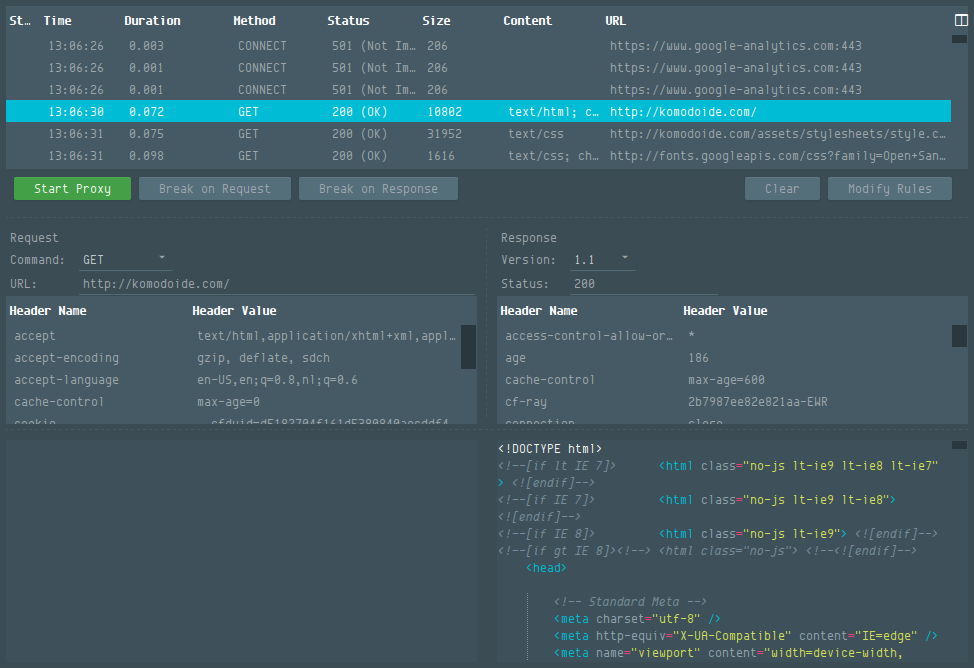 St… Time Duration Method Status Size Content URL
13:06:26 0.003 CONNECT 501 (Not Im… 206 https://www.google-analytics.com:443
13:06:26 0.001 CONNECT 501 (Not Im… 206 https://www.google-analytics.com:443
13:06:26 0.001 CONNECT 501 (Not Im… 206 https://www.google-analytics.com:443
13:06:30 0.072 GET 200 (OK) 10802 text/html; c… http://komodoide.com/
13:06:31 0.075 GET 200 (OK) 31952 text/css http://komodoide.com/assets/stylesheets/style.c…
13:06:31 0.098 GET 200 (OK) 1616 text/css; ch… http://fonts.googleapis.com/css?family=Open+San…
Start Proxy Break on Request Break on Response Clear Modify Rules
Request
Command: GET
URL: http://komodoide.com/
Header Name Header Value
accept text/html,application/xhtml+xml,appl…
accept-encoding gzip, deflate, sdch
accept-language en-US,en;q=0.8,nl;q=0.6
cache-control max-age=0
cookie
Response
Version: 1.1
Status: 200
Header Name Header Value
access-control-allow-or… *
age 186
cache-control max-age=600
cf-ray 2b7987ee82e821aa-EWR
connection close
<!DOCTYPE html>
<!--[if lt IE 7]> <html class="no-js lt-ie9 lt-ie8 lt-ie7"
> <![endif]-->
<!--[if IE 7]> <html class="no-js lt-ie9 lt-ie8">
<![endif]-->
<!--[if IE 8]> <html class="no-js lt-ie9"> <![endif]-->
<!--[if gt IE 8]><!--> <html class="no-js"> <!--<![endif]-->
<head>
<!-- Standard Meta -->
<meta charset="utf-8" />
<meta http-equiv="X-UA-Compatible" content="IE=edge" />
<meta name="viewport" content="width=device-width,